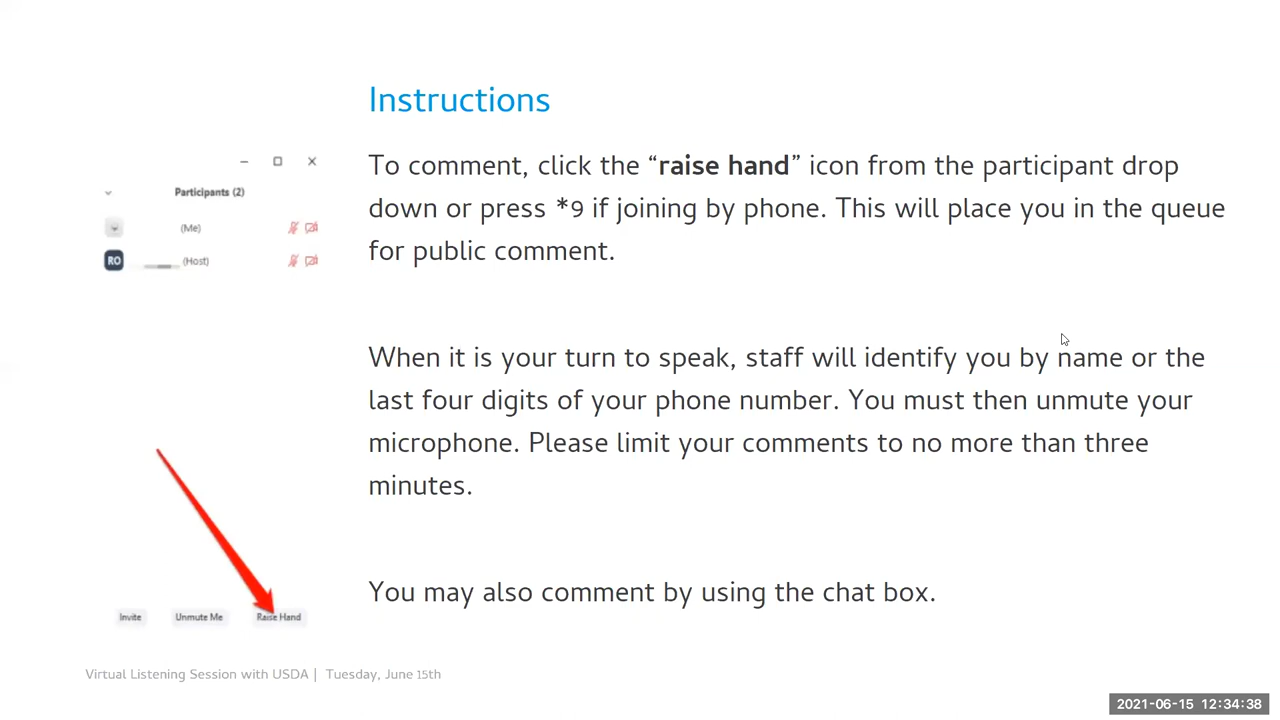 Instructions
To comment, click the “raise hand” icon from the participant drop
down or press *9 if joining by phone. This will place you in the queue
for public comment.
When it is your turn to speak, staff will identify you by name or the
last four digits of your phone number. You must then unmute your
microphone. Please limit your comments to no more than three
minutes.
You may also comment by using the chat box.
Participants (2)
(Me)
RO (Host)
Invite Unmute Me Raise Hand
Virtual Listening Session with USDA | Tuesday, June 15th
2021-06-15 12:34:38